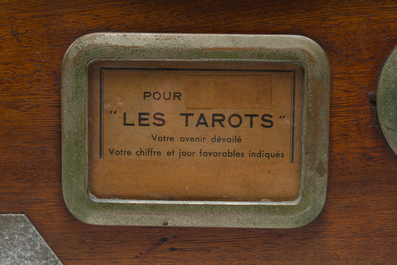 POUR
"LES TAROTS"
Votre avenir dévoilé
Votre chiffre et jour favorables indiqués